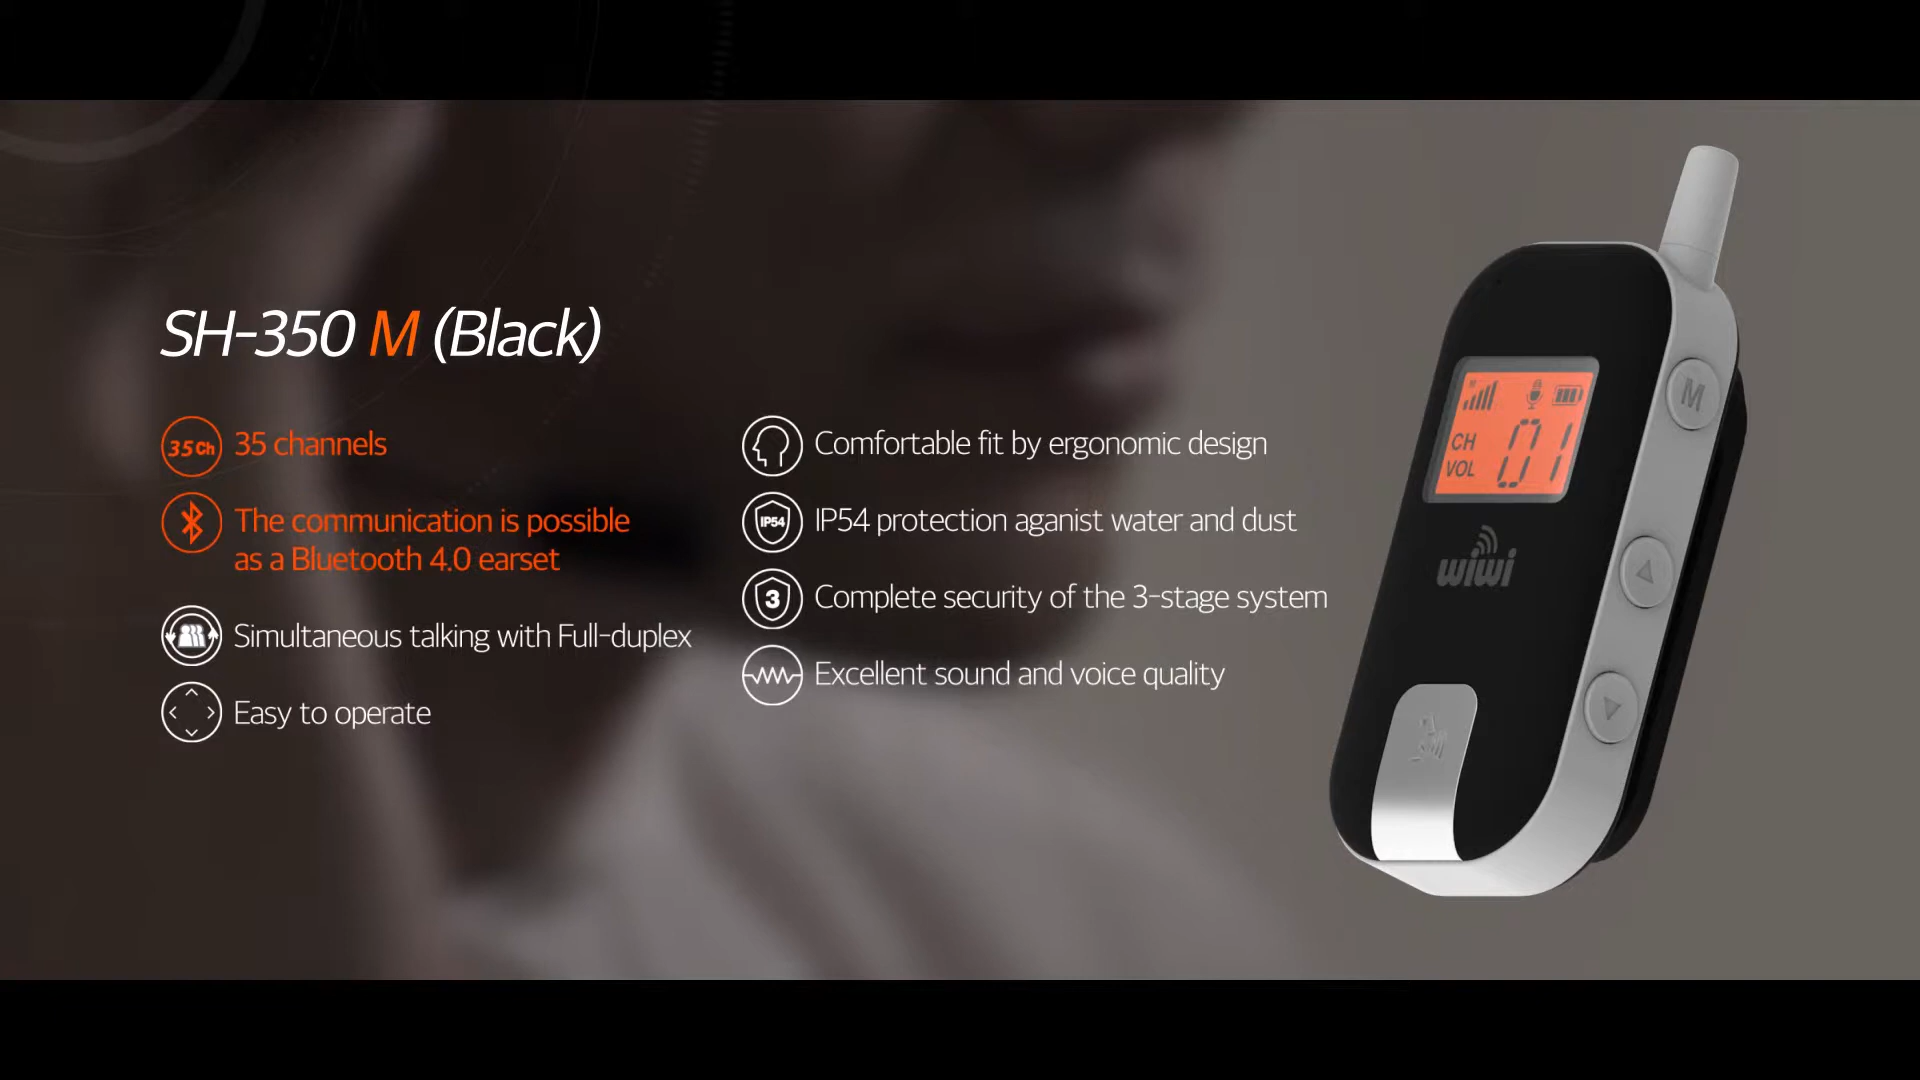 SH-350 M (Black)
35Ch 35 channels
The communication is possible
as a Bluetooth 4.0 earset
Simultaneous talking with Full-duplex
Easy to operate
Comfortable fit by ergonomic design
IP54 IP54 protection aganist water and dust
3 Complete security of the 3-stage system
Excellent sound and voice quality
M
CH
VOL
01
wiwi